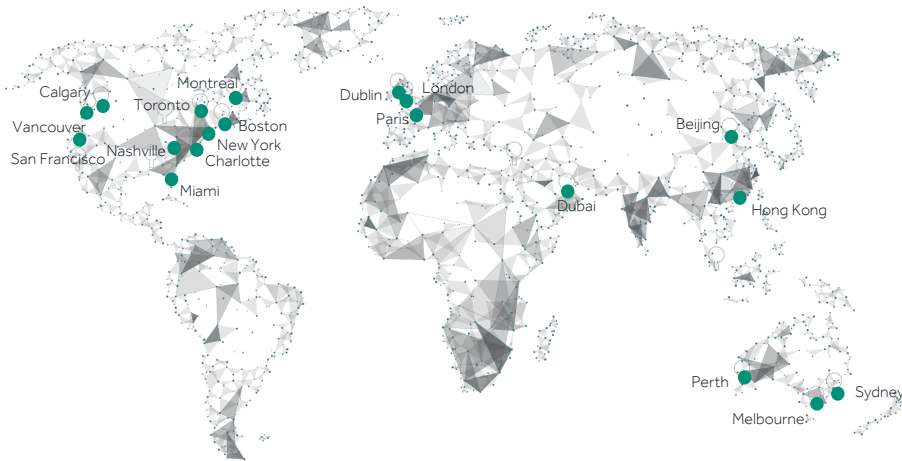 Montreal
Calgary
Toronto
Dublin
London
Paris
Vancouver
Boston
Beijing
New York
Nashville
San Francisco
Charlotte
Miami
Dubai
Hong Kong
Perth
Sydney
Melbourne